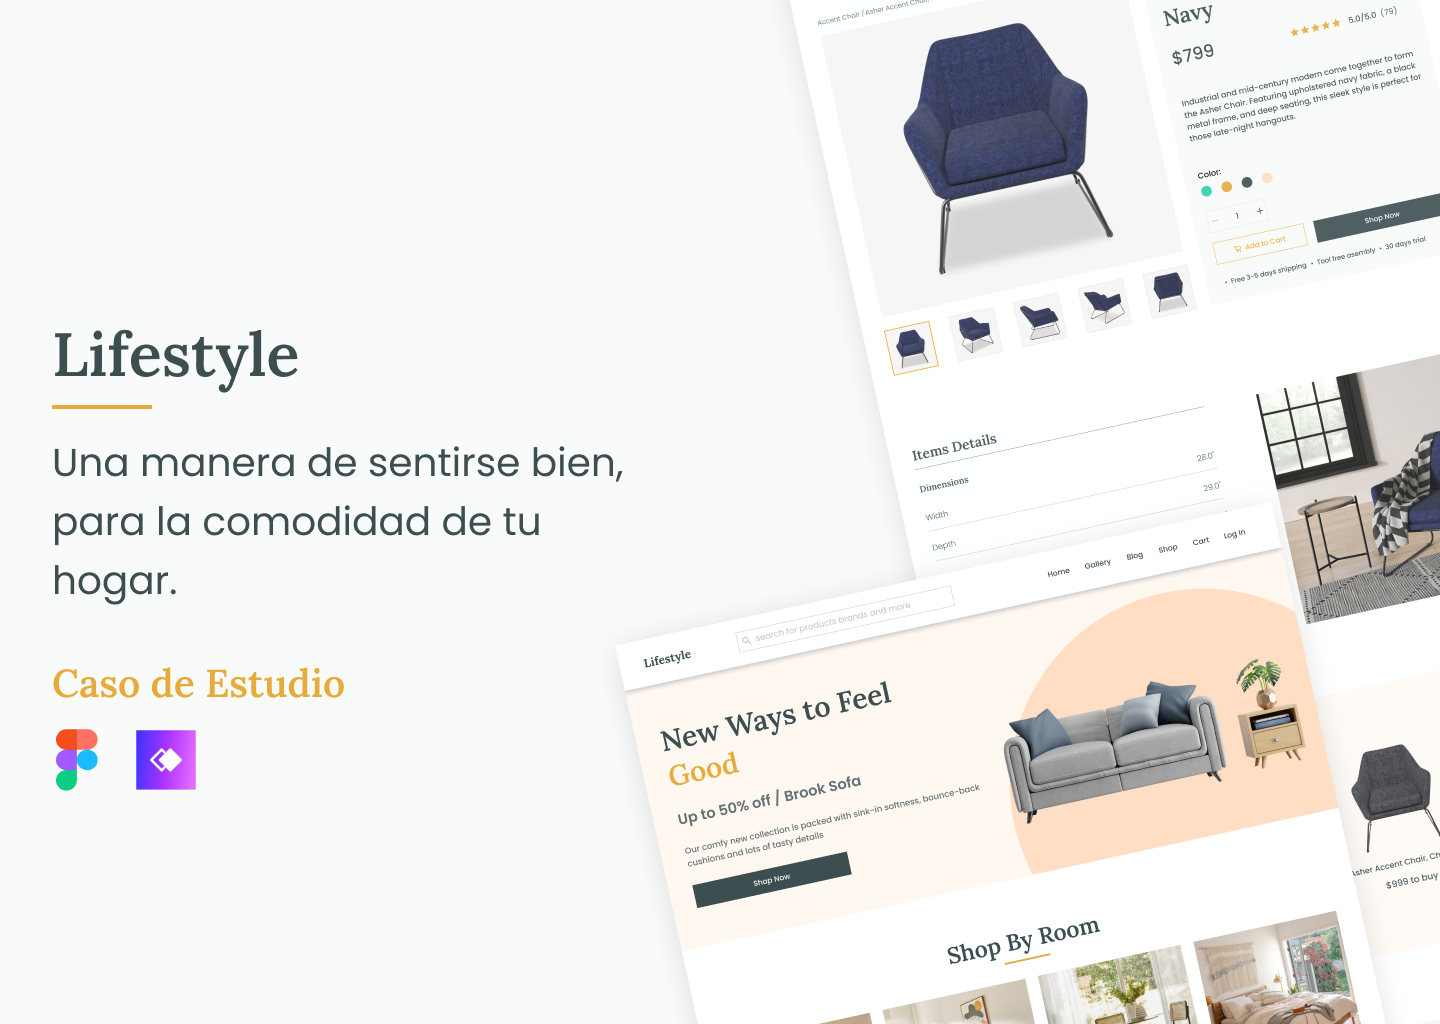 Lifestyle
Una manera de sentirse bien,
para la comodidad de tu
hogar.
Caso de Estudio
Accent Chair / Asher Accent Chair,
Navy
$799
5.0/5.0 (79)
Industrial and mid-century modern come together to form
the Asher Chair. Featuring upholstered navy fabric, a black
metal frame, and deep seating, this sleek style is perfect for
those late-night hangouts.
Color:
1
Add to Cart
Shop Now
• Free 3-5 days shipping • Tool free asembly • 30 days trial
Items Details
Dimensions
Width
28.0"
Depth
29.0"
Lifestyle
search for products brands and more
Home
Gallery
Blog
Shop
Cart
Log In
New Ways to Feel
Good
Up to 50% off / Brook Sofa
Our comfy new collection is packed with sink-in softness, bounce-back
cushions and lots of tasty details
Shop Now
Shop By Room
Asher Accent Chair, Ch
$999 to buy